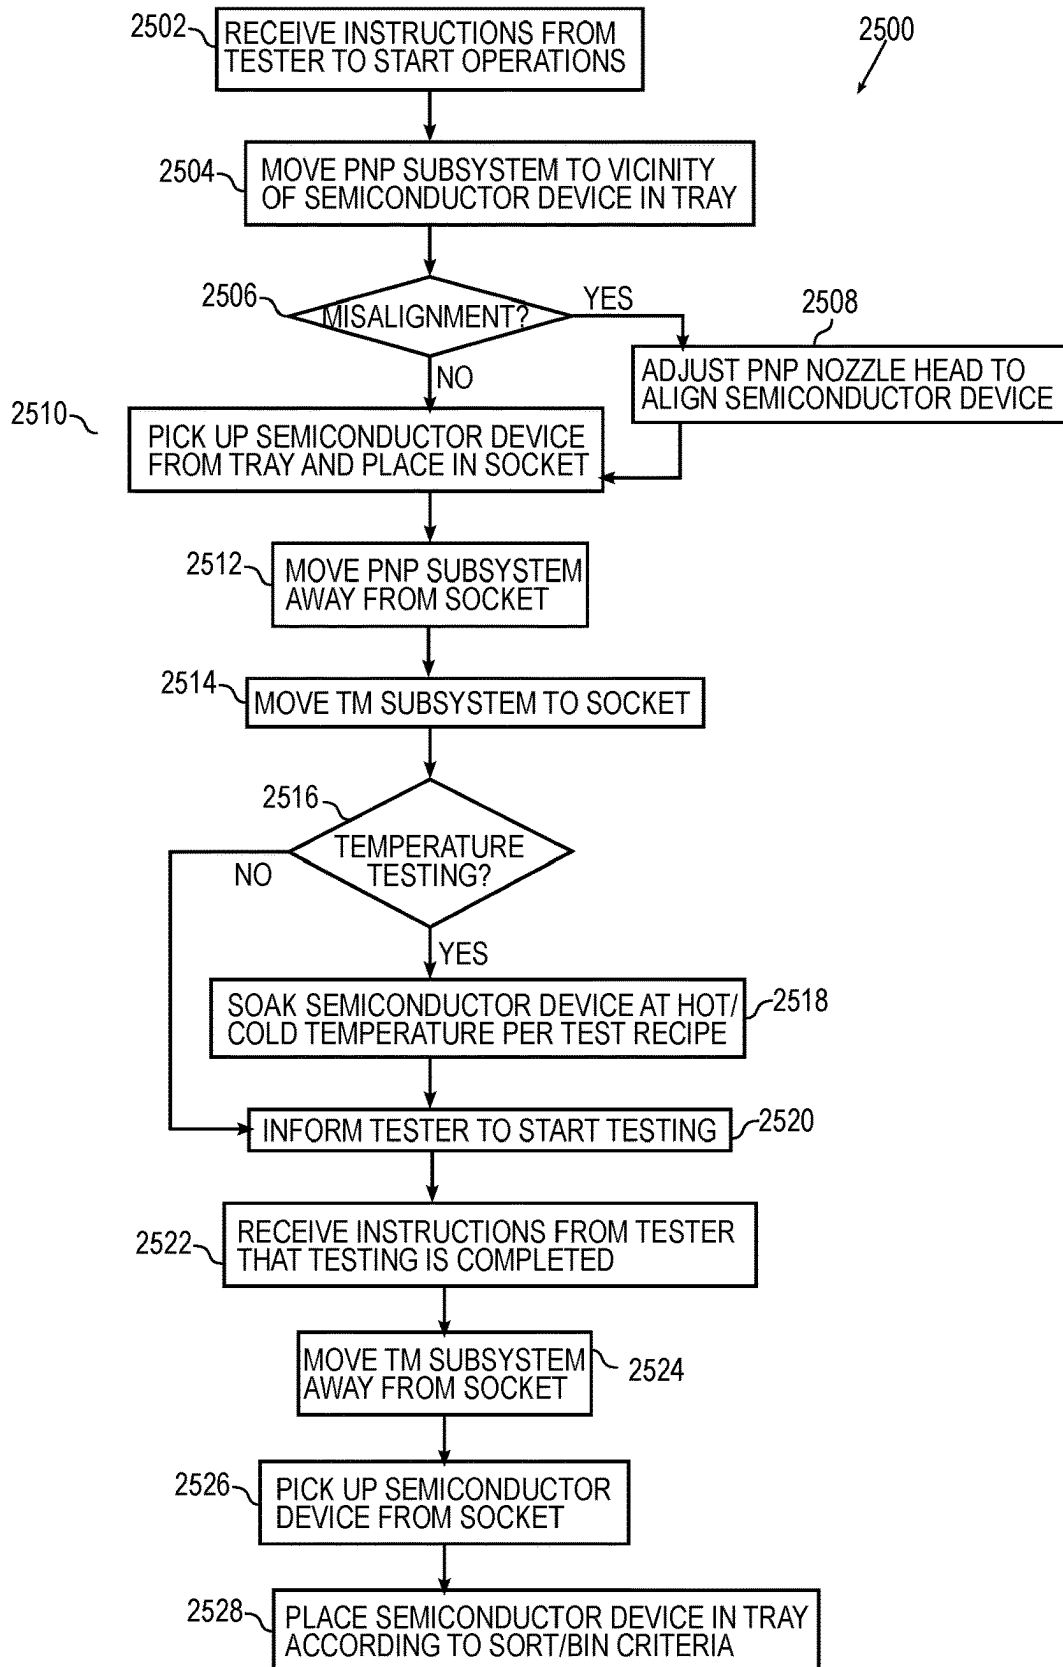 2500
2502
RECEIVE INSTRUCTIONS FROM
TESTER TO START OPERATIONS
2504
MOVE PNP SUBSYSTEM TO VICINITY
OF SEMICONDUCTOR DEVICE IN TRAY
2506
MISALIGNMENT?
YES
NO
2508
ADJUST PNP NOZZLE HEAD TO
ALIGN SEMICONDUCTOR DEVICE
2510
PICK UP SEMICONDUCTOR DEVICE
FROM TRAY AND PLACE IN SOCKET
2512
MOVE PNP SUBSYSTEM
AWAY FROM SOCKET
2514
MOVE TM SUBSYSTEM TO SOCKET
2516
TEMPERATURE
TESTING?
NO
YES
SOAK SEMICONDUCTOR DEVICE AT HOT/
COLD TEMPERATURE PER TEST RECIPE
2518
INFORM TESTER TO START TESTING
2520
2522
RECEIVE INSTRUCTIONS FROM TESTER
THAT TESTING IS COMPLETED
MOVE TM SUBSYSTEM
AWAY FROM SOCKET
2524
2526
PICK UP SEMICONDUCTOR
DEVICE FROM SOCKET
2528
PLACE SEMICONDUCTOR DEVICE IN TRAY
ACCORDING TO SORT/BIN CRITERIA